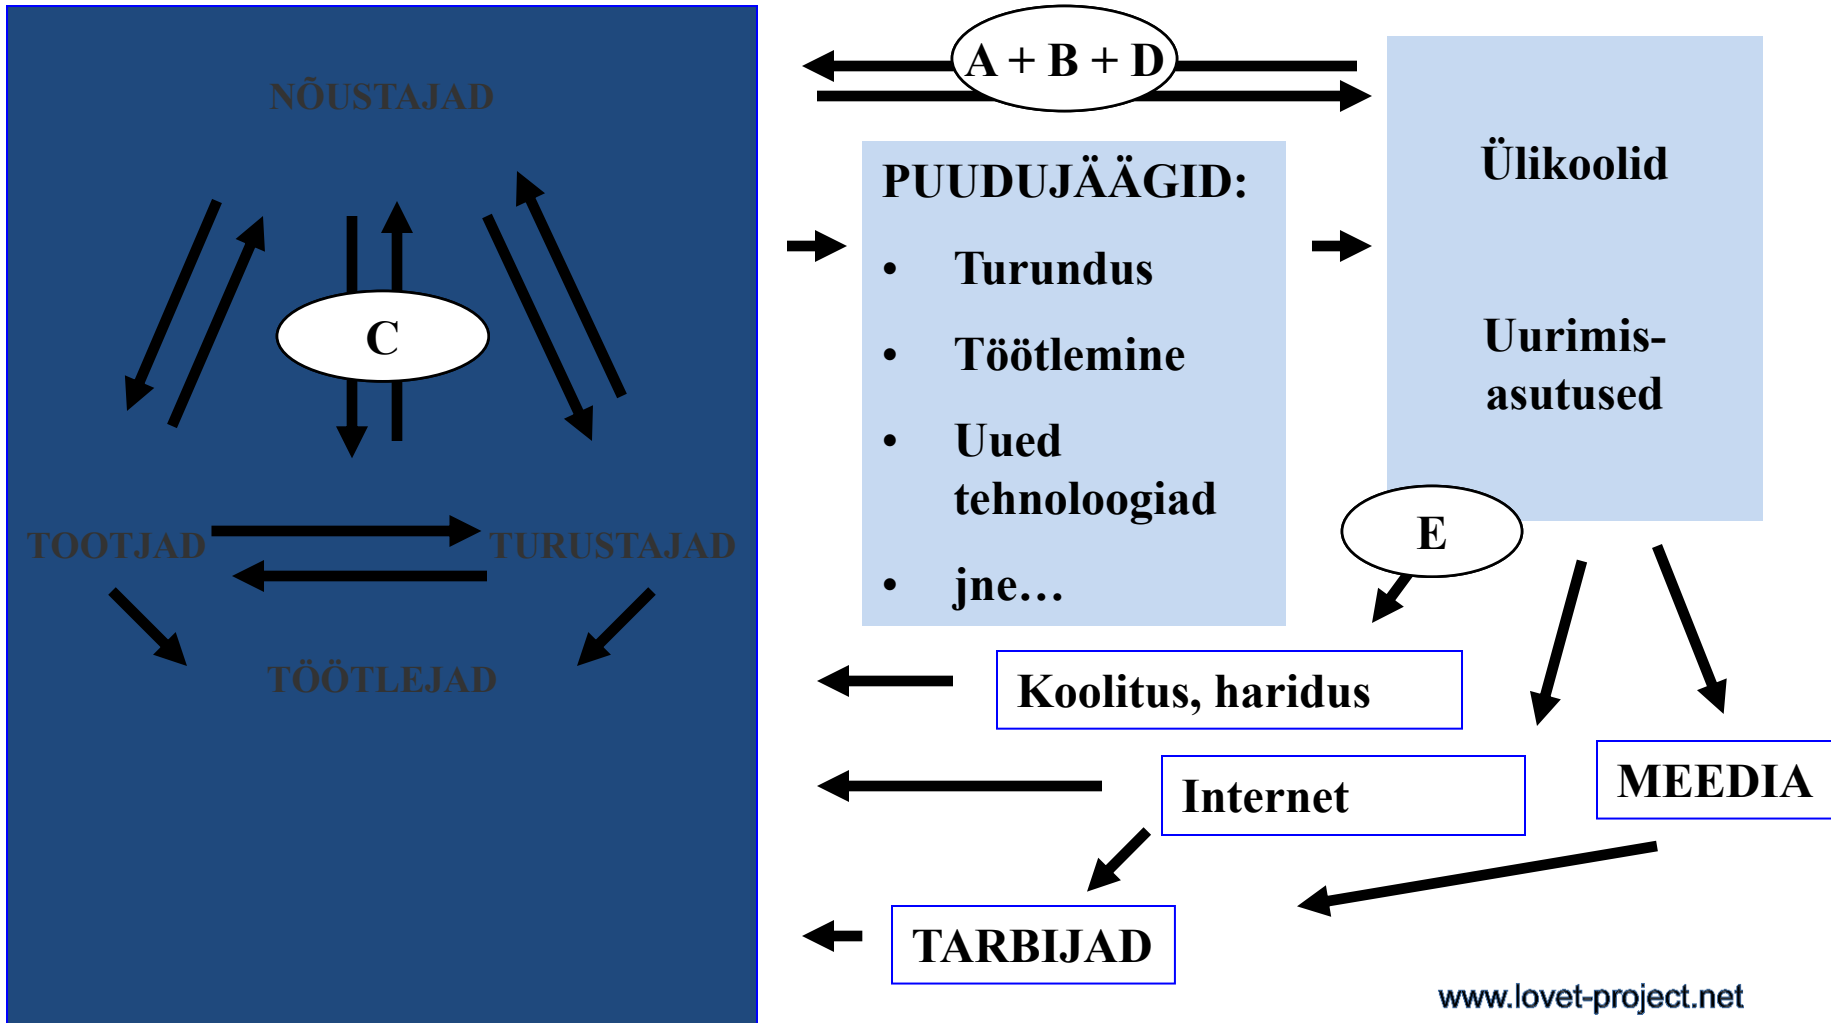 NÕUSTAJAD
C
TOOTJAD
TURUSTAJAD
TÖÖTLEJAD
A + B + D
PUUDUJÄÄGID:
• Turundus
• Töötlemine
• Uued
tehnoloogiad
• jne…
Ülikoolid
Uurimis-
asutused
E
Koolitus, haridus
Internet
MEEDIA
TARBIJAD
www.lovet-project.net